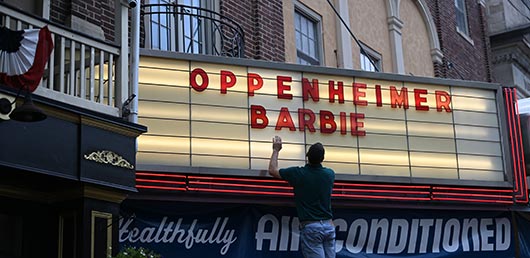 OPPENHEIMER
BARBIE
Healthfully AIR CONDITIONED